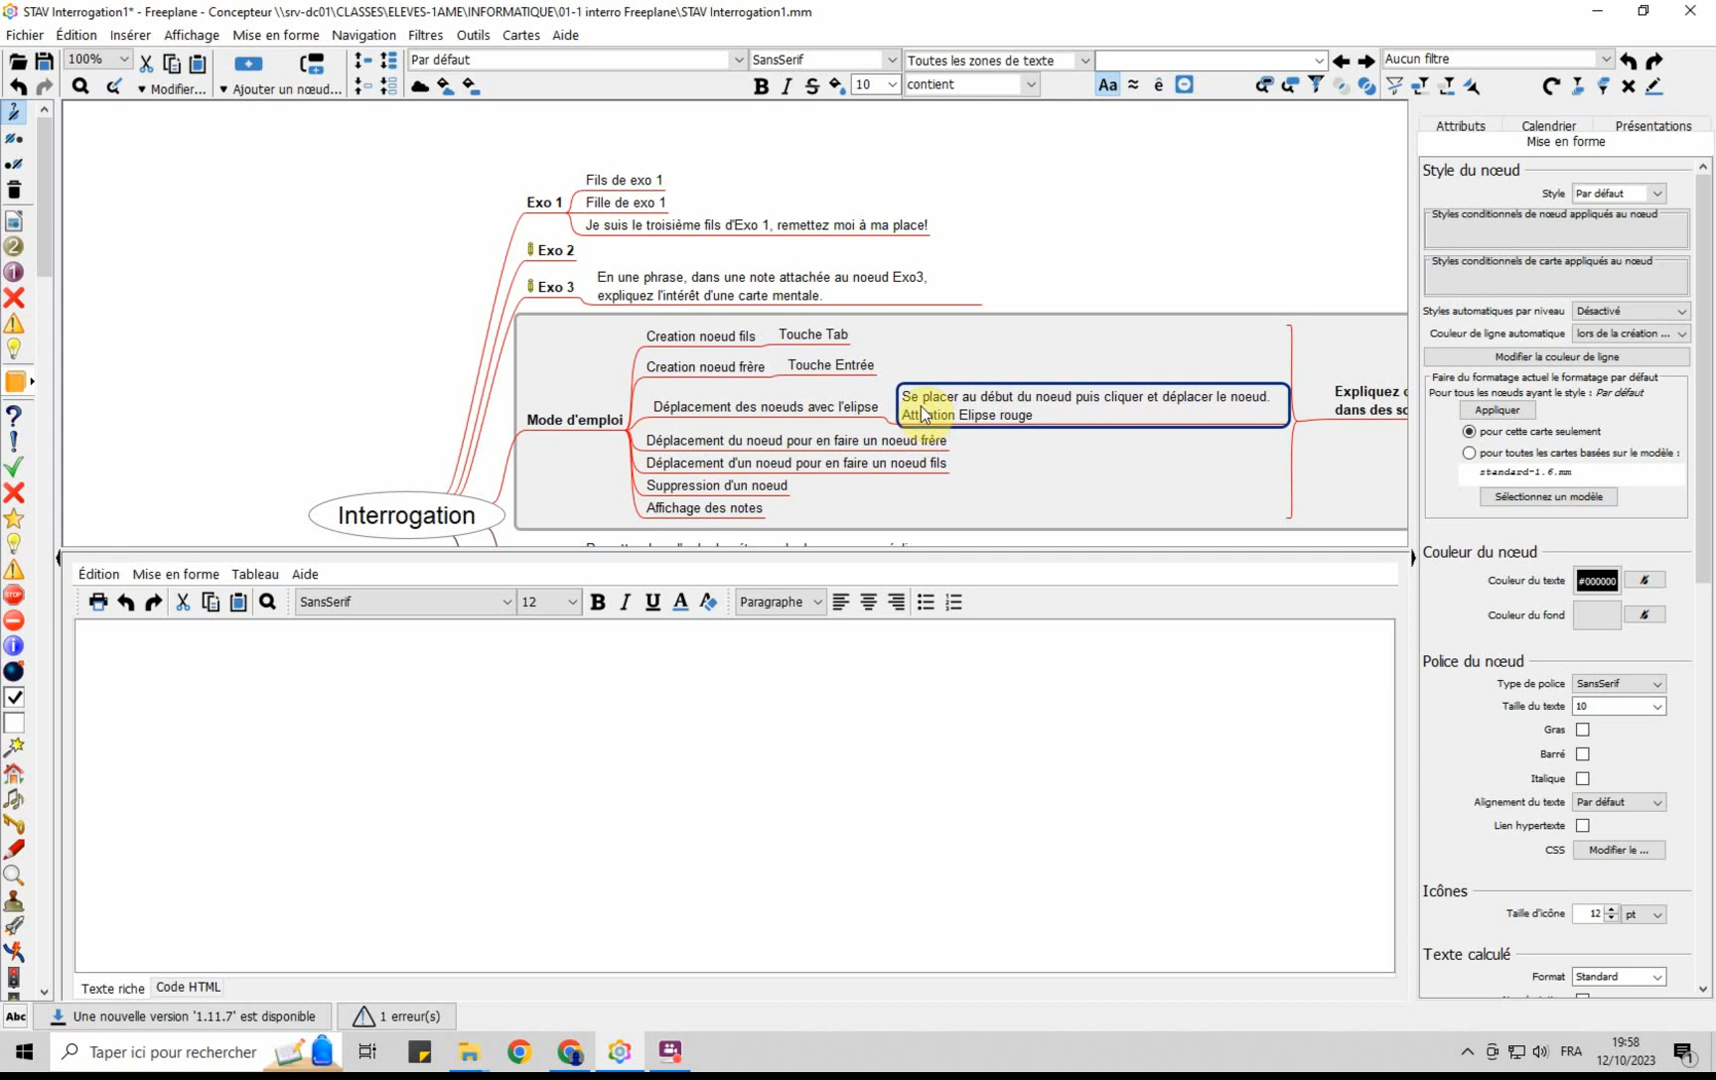 STAV Interrogation1* - Freeplane - Concepteur \\srv-dc01\CLASSES\ELEVES-1AME\INFORMATIQUE\01-1 interro Freeplane\STAV Interrogation1.mm
Fichier Édition Insérer Affichage Mise en forme Navigation Filtres Outils Cartes Aide
100% Par défaut SansSerif Toutes les zones de texte Aucun filtre
Modifier... Ajouter un nœud... 10 contient Aa ≈ ê
Attributs Calendrier Présentations
Mise en forme
Style du nœud
Style Par défaut
Styles conditionnels de nœud appliqués au nœud
Styles conditionnels de carte appliqués au nœud
Styles automatiques par niveau Désactivé
Couleur de ligne automatique lors de la création ...
Modifier la couleur de ligne
Faire du formatage actuel le formatage par défaut
Pour tous les nœuds ayant le style : Par défaut
Appliquer
pour cette carte seulement
pour toutes les cartes basées sur le modèle :
standard-1.6.mm
Sélectionnez un modèle
Couleur du nœud
Couleur du texte #000000
Couleur du fond
Police du nœud
Type de police SansSerif
Taille du texte 10
Gras
Barré
Italique
Alignement du texte Par défaut
Lien hypertexte
CSS Modifier le ...
Icônes
Taille d'icône 12 pt
Texte calculé
Format Standard
Exo 1
Fils de exo 1
Fille de exo 1
Je suis le troisième fils d'Exo 1, remettez moi à ma place!
Exo 2
Exo 3
En une phrase, dans une note attachée au noeud Exo3,
expliquez l'intérêt d'une carte mentale.
Mode d'emploi
Creation noeud fils Touche Tab
Creation noeud frère Touche Entrée
Déplacement des noeuds avec l'elipse
Se placer au début du noeud puis cliquer et déplacer le noeud.
Attention Elipse rouge
Déplacement du noeud pour en faire un noeud frère
Déplacement d'un noeud pour en faire un noeud fils
Suppression d'un noeud
Affichage des notes
Expliquez
dans des
Interrogation
Édition Mise en forme Tableau Aide
SansSerif 12 B I U A Paragraphe
Texte riche Code HTML
Abc Une nouvelle version '1.11.7' est disponible 1 erreur(s)
Taper ici pour rechercher
FRA
19:58
12/10/2023
1